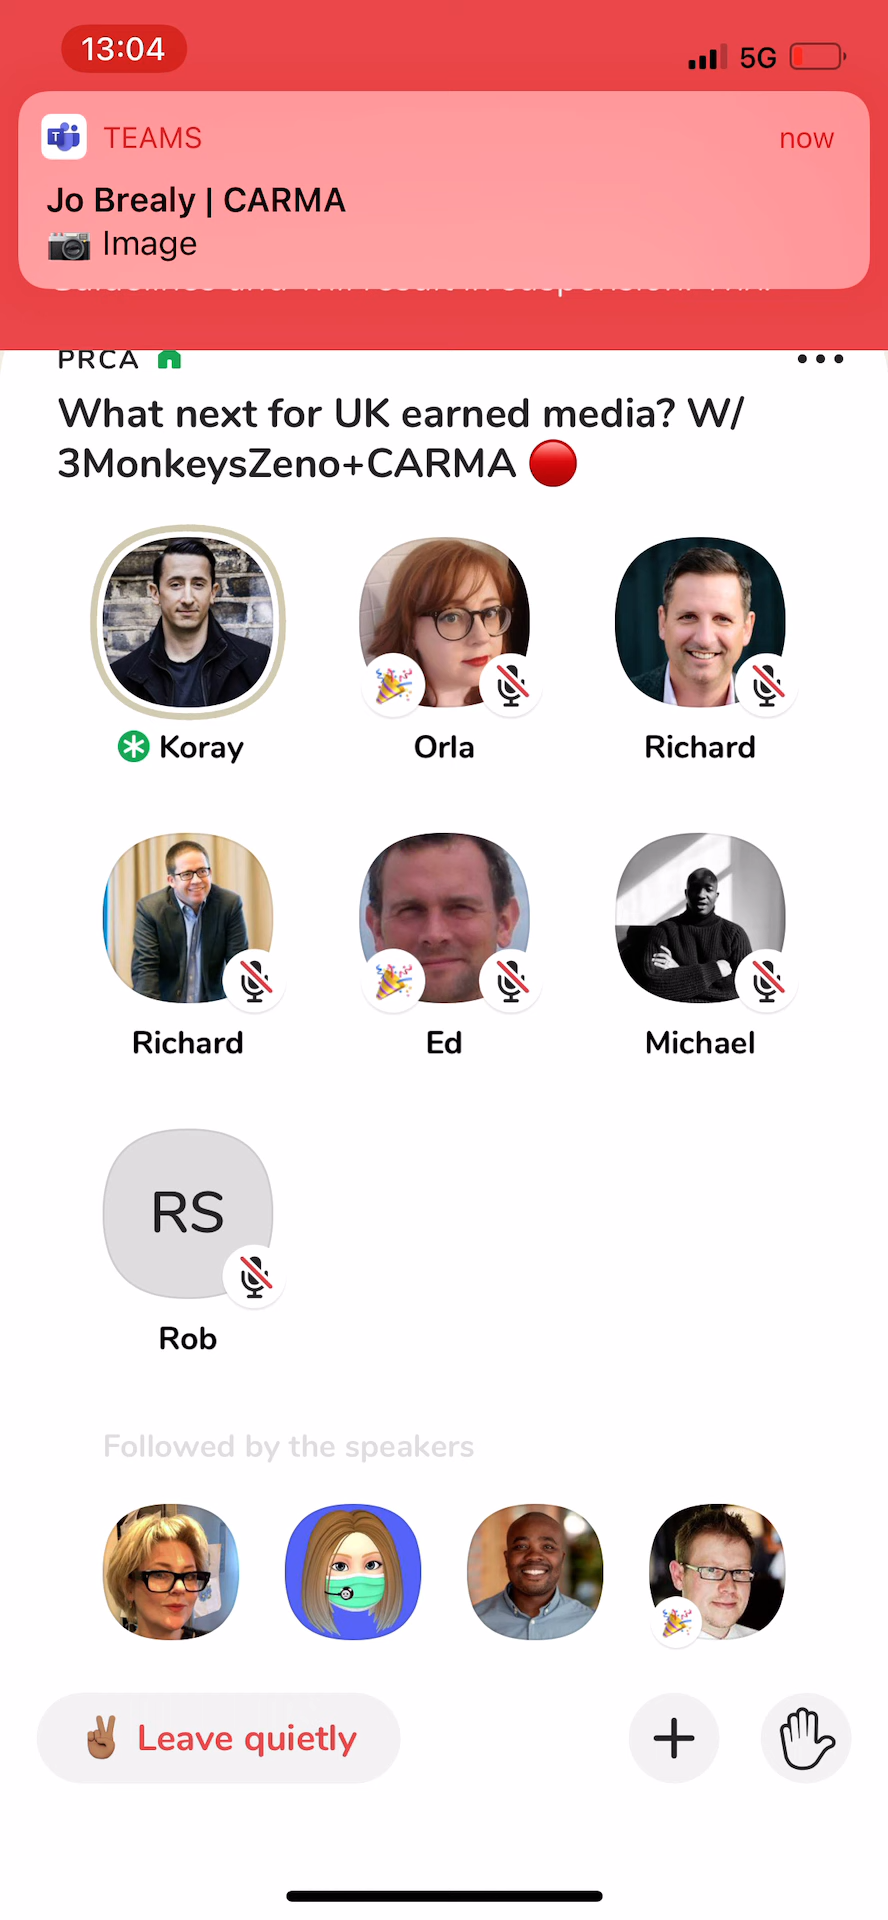 13:04
5G
TEAMS
now
Jo Brealy | CARMA
Image
PRCA
What next for UK earned media? W/
3MonkeysZeno+CARMA
Koray
Orla
Richard
Richard
Ed
Michael
RS
Rob
Followed by the speakers
Leave quietly